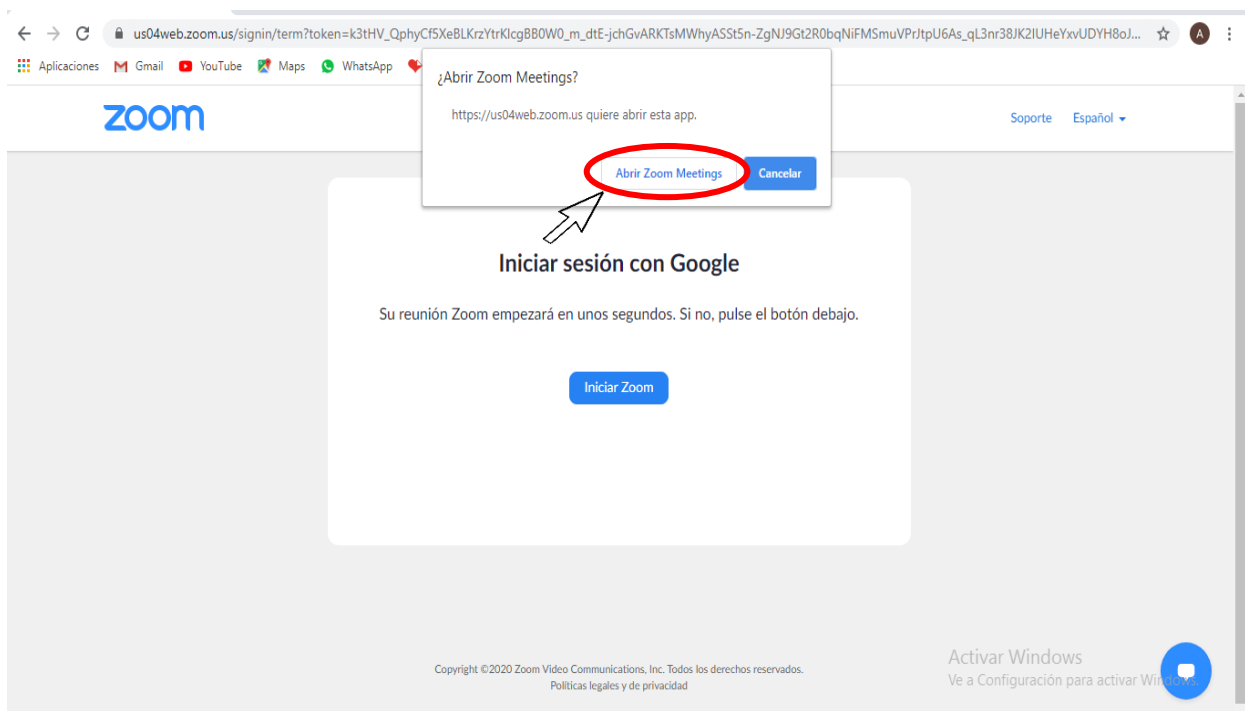 us04web.zoom.us/signin/term?token=k3tHV_QphyCf5XeBLKrzYtrKIcgBB0W0_m_dtE-jchGvARKTsMWhyASSt5n-ZgNJ9Gt2R0bqNiFMSmuVPrJtpU6As_qL3nr38JK2IUHeYxvUDYH8oJ...
A
Aplicaciones Gmail YouTube Maps WhatsApp
¿Abrir Zoom Meetings?
https://us04web.zoom.us quiere abrir esta app.
Abrir Zoom Meetings Cancelar
zoom
Soporte Español
Iniciar sesión con Google
Su reunión Zoom empezará en unos segundos. Si no, pulse el botón debajo.
Iniciar Zoom
Copyright ©2020 Zoom Video Communications, Inc. Todos los derechos reservados.
Políticas legales y de privacidad
Activar Windows
Ve a Configuración para activar Windows.